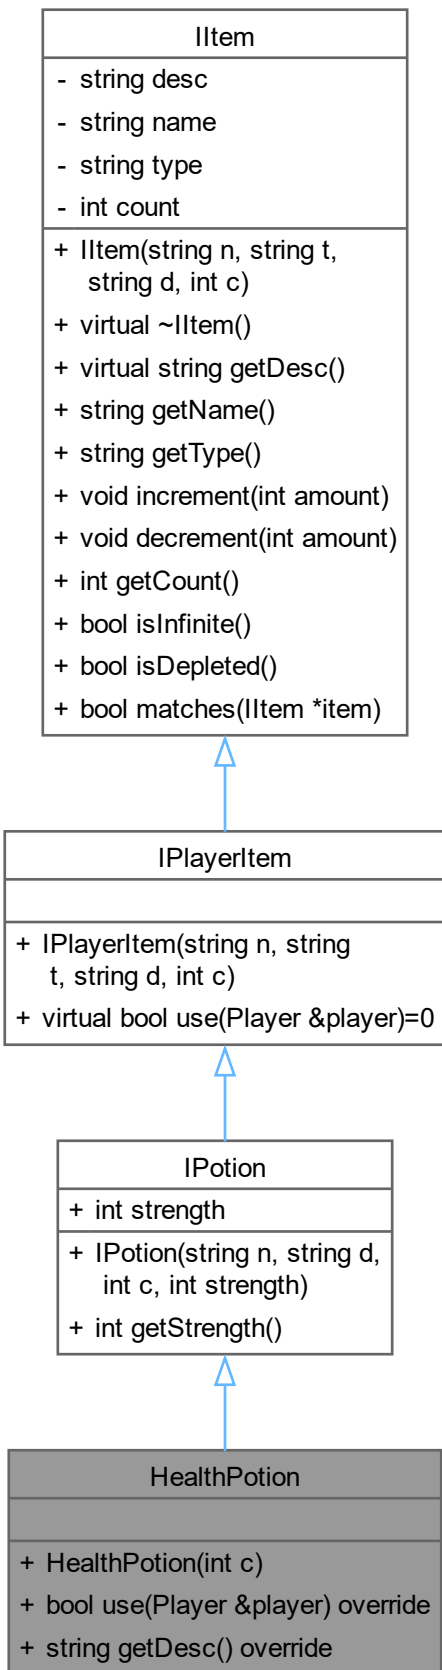 IItem
- string desc
- string name
- string type
- int count
+ IItem(string n, string t,
string d, int c)
+ virtual ~IItem()
+ virtual string getDesc()
+ string getName()
+ string getType()
+ void increment(int amount)
+ void decrement(int amount)
+ int getCount()
+ bool isInfinite()
+ bool isDepleted()
+ bool matches(IItem *item)
IPlayerItem
+ IPlayerItem(string n, string
t, string d, int c)
+ virtual bool use(Player &player)=0
IPotion
+ int strength
+ IPotion(string n, string d,
int c, int strength)
+ int getStrength()
HealthPotion
+ HealthPotion(int c)
+ bool use(Player &player) override
+ string getDesc() override